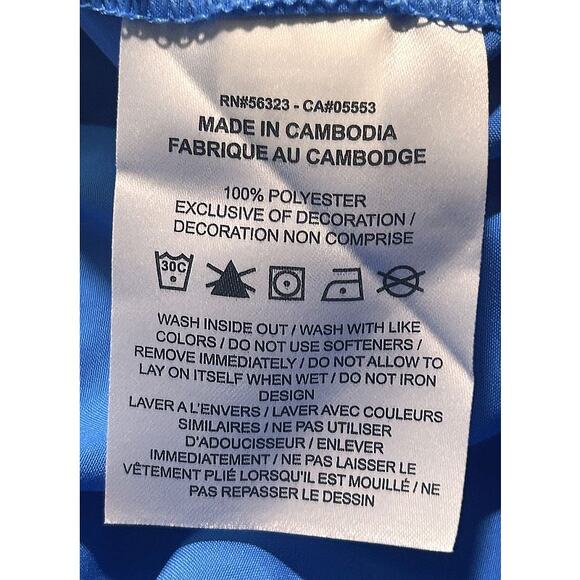 RN#56323 - CA#05553
MADE IN CAMBODIA
FABRIQUE AU CAMBODGE
100% POLYESTER
EXCLUSIVE OF DECORATION /
DECORATION NON COMPRISE
30C
WASH INSIDE OUT / WASH WITH LIKE
COLORS / DO NOT USE SOFTENERS /
REMOVE IMMEDIATELY / DO NOT ALLOW TO
LAY ON ITSELF WHEN WET / DO NOT IRON
DESIGN
LAVER A L'ENVERS / LAVER AVEC COULEURS
SIMILAIRES / NE PAS UTILISER
D'ADOUCISSEUR / ENLEVER
IMMEDIATEMENT / NE PAS LAISSER LE
VÊTEMENT PLIÉ LORSQU'IL EST MOUILLÉ / NE
PAS REPASSER LE DESSIN